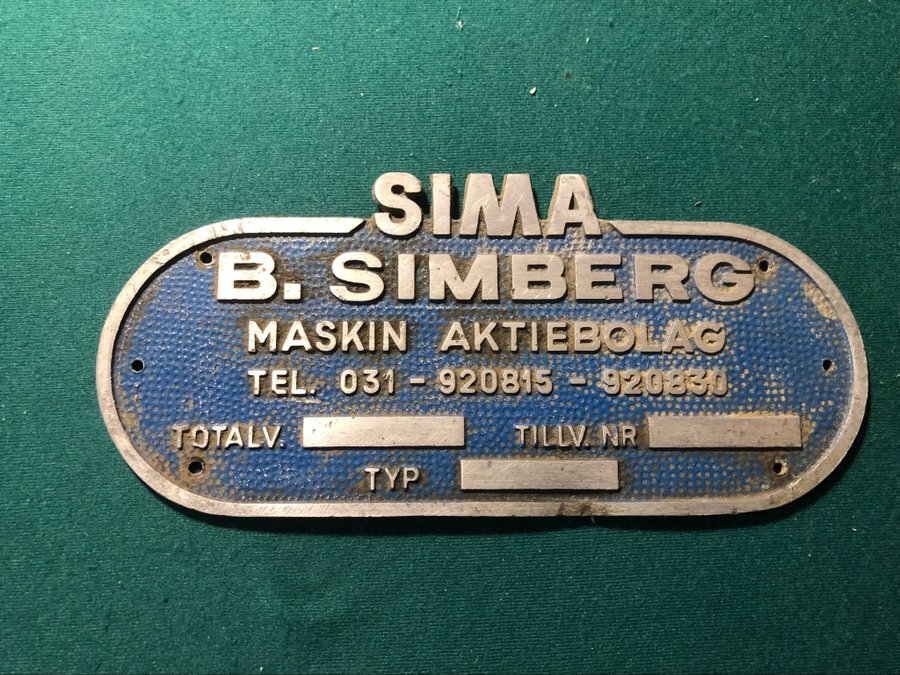 SIMA
B. SIMBERG
MASKIN AKTIEBOLAG
TEL. 031 - 920815 - 920830
TOTALV. TILLV. NR
TYP